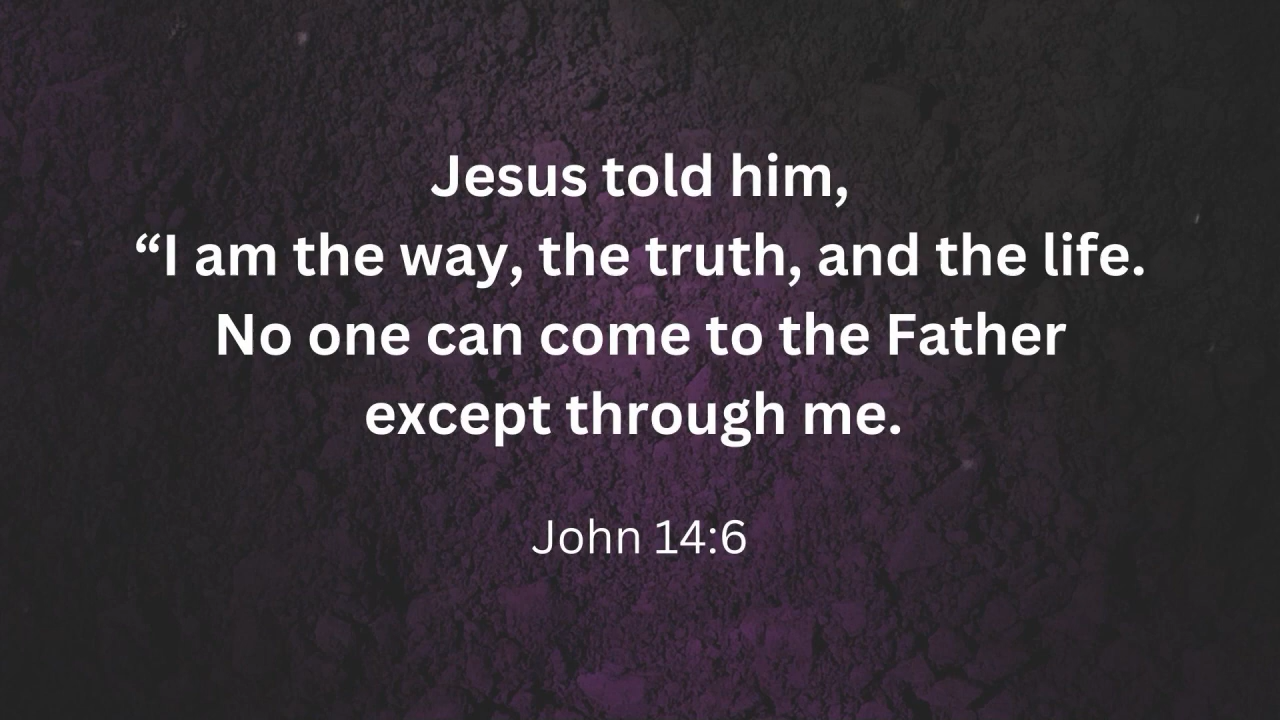 Jesus told him,
“I am the way, the truth, and the life.
No one can come to the Father
except through me.
John 14:6